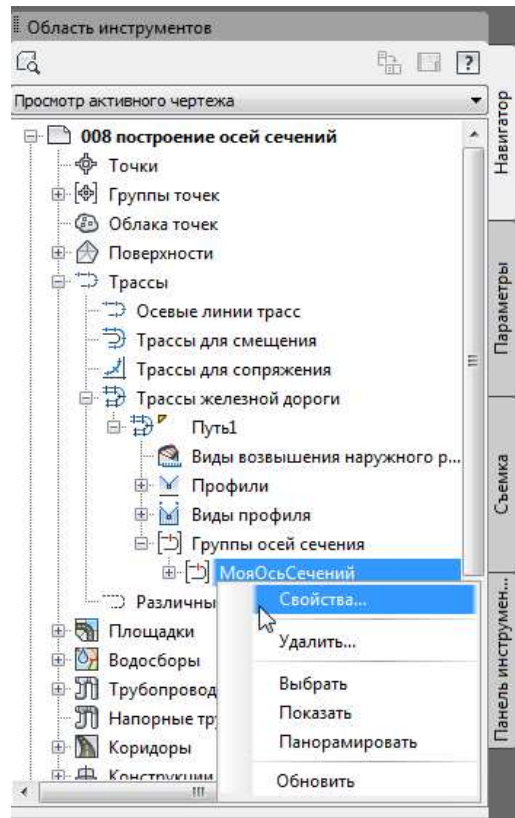 Область инструментов
Просмотр активного чертежа
008 построение осей сечений
Точки
Группы точек
Облака точек
Поверхности
Трассы
Осевые линии трасс
Трассы для смещения
Трассы для сопряжения
Трассы железной дороги
Путь1
Виды возвышения наружного р...
Профили
Виды профиля
Группы осей сечения
МояОсьСечений
Различны
Площадки
Водосборы
Трубопровод
Напорные тр
Коридоры
Конструкции
Свойства...
Удалить...
Выбрать
Показать
Панорамировать
Обновить
Навигатор
Параметры
Съемка
Панель инструмен...